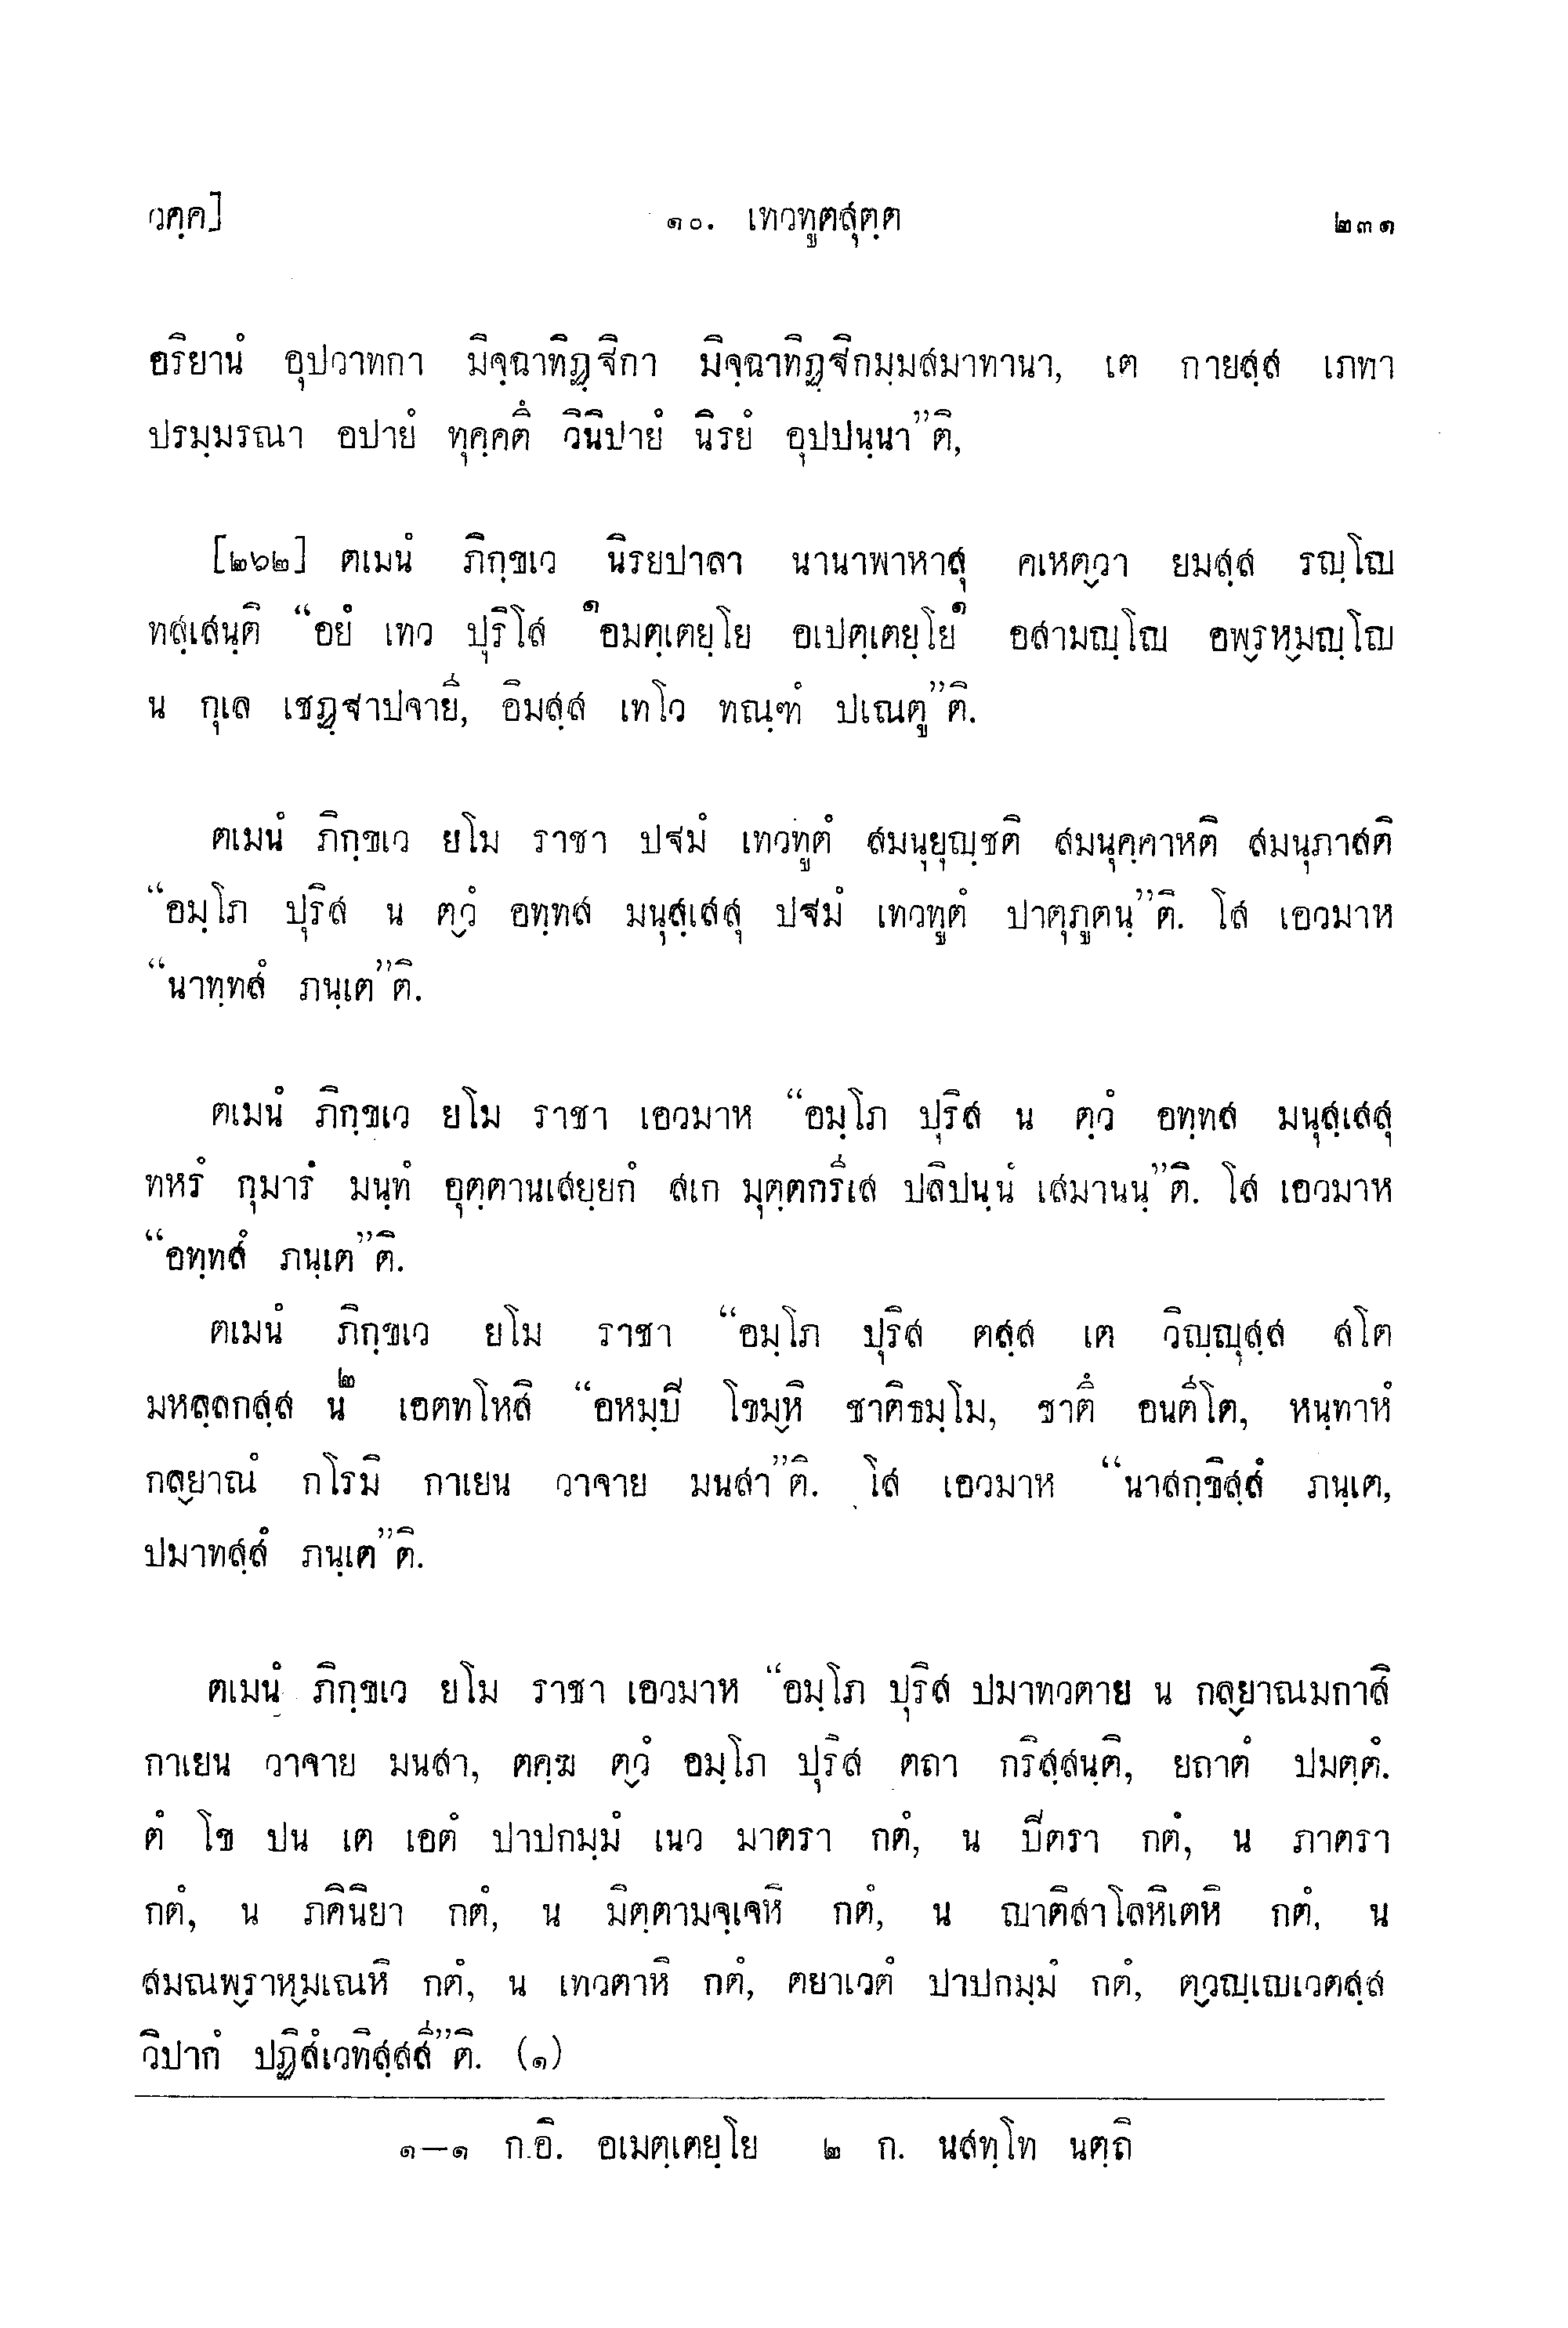 วคฺค] ๑๐. เทวทูตสุตฺต ๒๓๑
อริยานํ อุปวาทกา มิจฺฉาทิฏฺฐิกา มิจฺฉาทิฏฺฐิกมฺมสมาทานา, เต กายสฺส เภทา
ปรมฺมรณา อปายํ ทุคฺคตึ วินิปายํ นิรยํ อุปปนฺนา”ติ,
[๒๖๒] ตเมนํ ภิกฺขเว นิรยปาลา นานาพาหาสุ คเหตฺวา ยมสฺส รญฺโญ
ทสฺเสนฺติ “อยํ เทว ปุริโส ๑อมตฺเตยฺโย อเปตฺเตยฺโย๑ อสามญฺโญ อพฺรหฺมญฺโญ
น กุเล เชฏฺฐาปจายี, อิมสฺส เทโว ทณฺฑํ ปเณตู”ติ.
ตเมนํ ภิกฺขเว ยโม ราชา ปฐมํ เทวทูตํ สมนุยุญฺชติ สมนุคฺคาหติ สมนุภาสติ
“อมฺโภ ปุริส น ตฺวํ อทฺทส มนุสฺเสสุ ปฐมํ เทวทูตํ ปาตุภูตนฺ”ติ. โส เอวมาห
“นาทฺทสํ ภนฺเต”ติ.
ตเมนํ ภิกฺขเว ยโม ราชา เอวมาห “อมฺโภ ปุริส น ตฺวํ อทฺทส มนุสฺเสสุ
ทหรํ กุมารํ มนฺทํ อุตฺตานเสยฺยกํ สเก มุตฺตกรีเส ปลิปนฺนํ เสมานนฺ”ติ. โส เอวมาห
“อทฺทสํ ภนฺเต”ติ.
ตเมนํ ภิกฺขเว ยโม ราชา “อมฺโภ ปุริส ตสฺส เต วิญฺญุสฺส สโต
มหลฺลกสฺส น๒ เอตทโหสิ “อหมฺปิ โขมฺหิ ชาติธมฺโม, ชาตึ อนตีโต, หนฺทาหํ
กลฺยาณํ กโรมิ กาเยน วาจาย มนสา”ติ. โส เอวมาห “นาสกฺขิสฺสํ ภนฺเต,
ปมาทสฺสํ ภนฺเต”ติ.
ตเมนํ ภิกฺขเว ยโม ราชา เอวมาห “อมฺโภ ปุริส ปมาทวตาย น กลฺยาณมกาสิ
กาเยน วาจาย มนสา, ตคฺฆ ตฺวํ อมฺโภ ปุริส ตถา กริสฺสนฺติ, ยถาตํ ปมตฺตํ.
ตํ โข ปน เต เอตํ ปาปกมฺมํ เนว มาตรา กตํ, น ปิตรา กตํ, น ภาตรา
กตํ, น ภคินิยา กตํ, น มิตฺตามจฺเจหิ กตํ, น ญาติสาโลหิเตหิ กตํ, น
สมณพฺราหฺมเณหิ กตํ, น เทวตาหิ กตํ, ตยาเวตํ ปาปกมฺมํ กตํ, ตฺวญฺเญเวตสฺส
วิปากํ ปฏิสํเวทิสฺสสี”ติ. (๑)
๑—๑ ก.อิ. อเมตฺเตยฺโย ๒ ก. นสทฺโท นตฺถิ